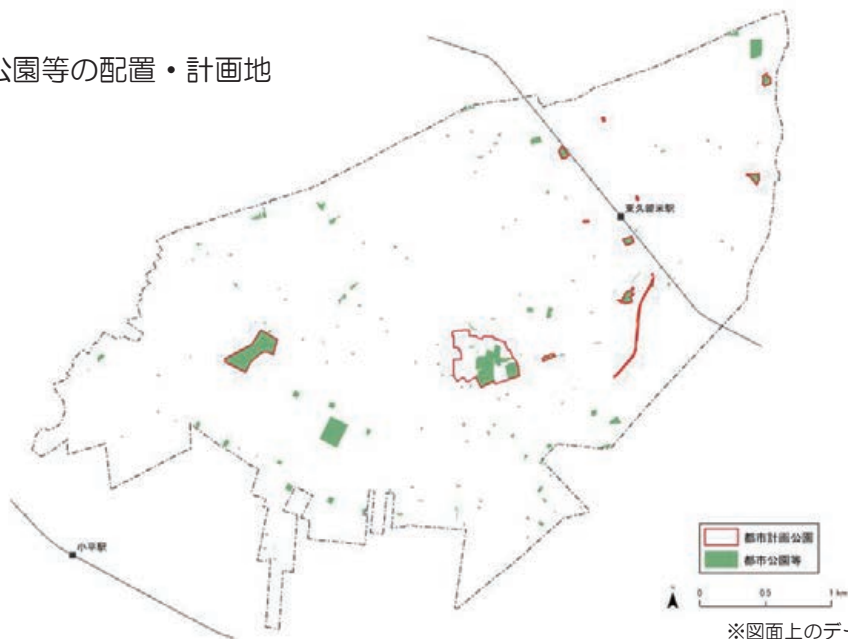 公園等の配置・計画地
東久留米駅
小平駅
都市計画公園
都市公園等
N
0 0.5 1 km
※図面上のデー